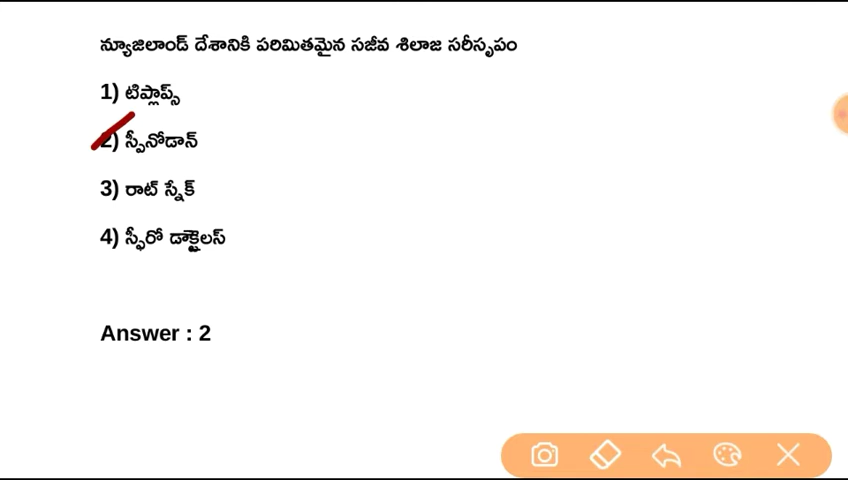 న్యూజిలాండ్ దేశానికి పరిమితమైన సజీవ శిలాజ సరీసృపం
1) టిప్లాప్స్
2) స్పీనోడాన్
3) రాట్ స్నేక్
4) స్ఫీరో డాక్టైలస్
Answer : 2